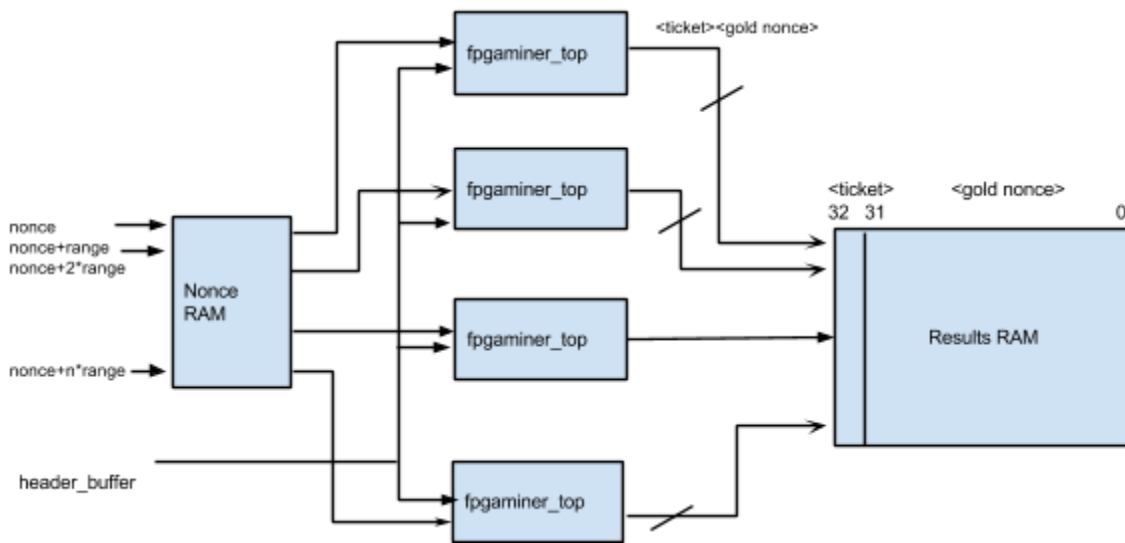 <ticket><gold nonce>
fpgaminer_top
fpgaminer_top
<ticket> <gold nonce>
32 31 0
nonce
nonce+range
nonce+2*range
Nonce
RAM
fpgaminer_top
Results RAM
nonce+n*range
header_buffer
fpgaminer_top